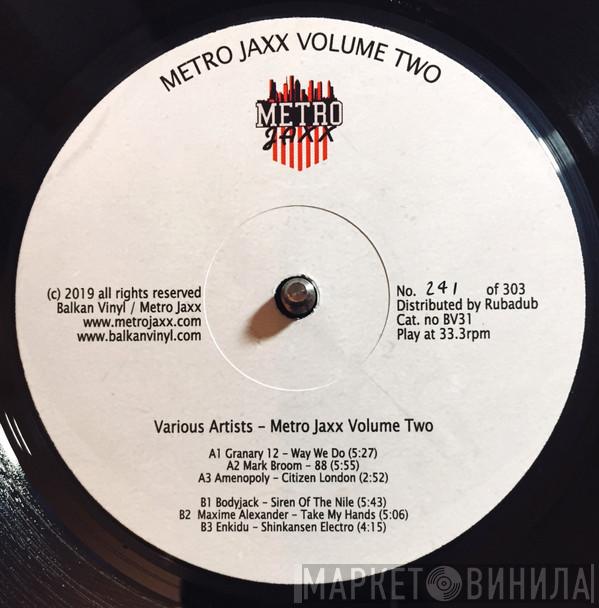 METRO JAXX VOLUME TWO
METRO
JAXX
(c) 2019 all rights reserved
Balkan Vinyl / Metro Jaxx
www.metrojaxx.com
www.balkanvinyl.com
No. 241 of 303
Distributed by Rubadub
Cat. no BV31
Play at 33.3rpm
Various Artists – Metro Jaxx Volume Two
A1 Granary 12 – Way We Do (5:27)
A2 Mark Broom – 88 (5:55)
A3 Amenopoly – Citizen London (2:52)
B1 Bodyjack – Siren Of The Nile (5:43)
B2 Maxime Alexander – Take My Hands (5:06)
B3 Enkidu – Shinkansen Electro (4:15)
МАРКЕТ ВИНИЛА